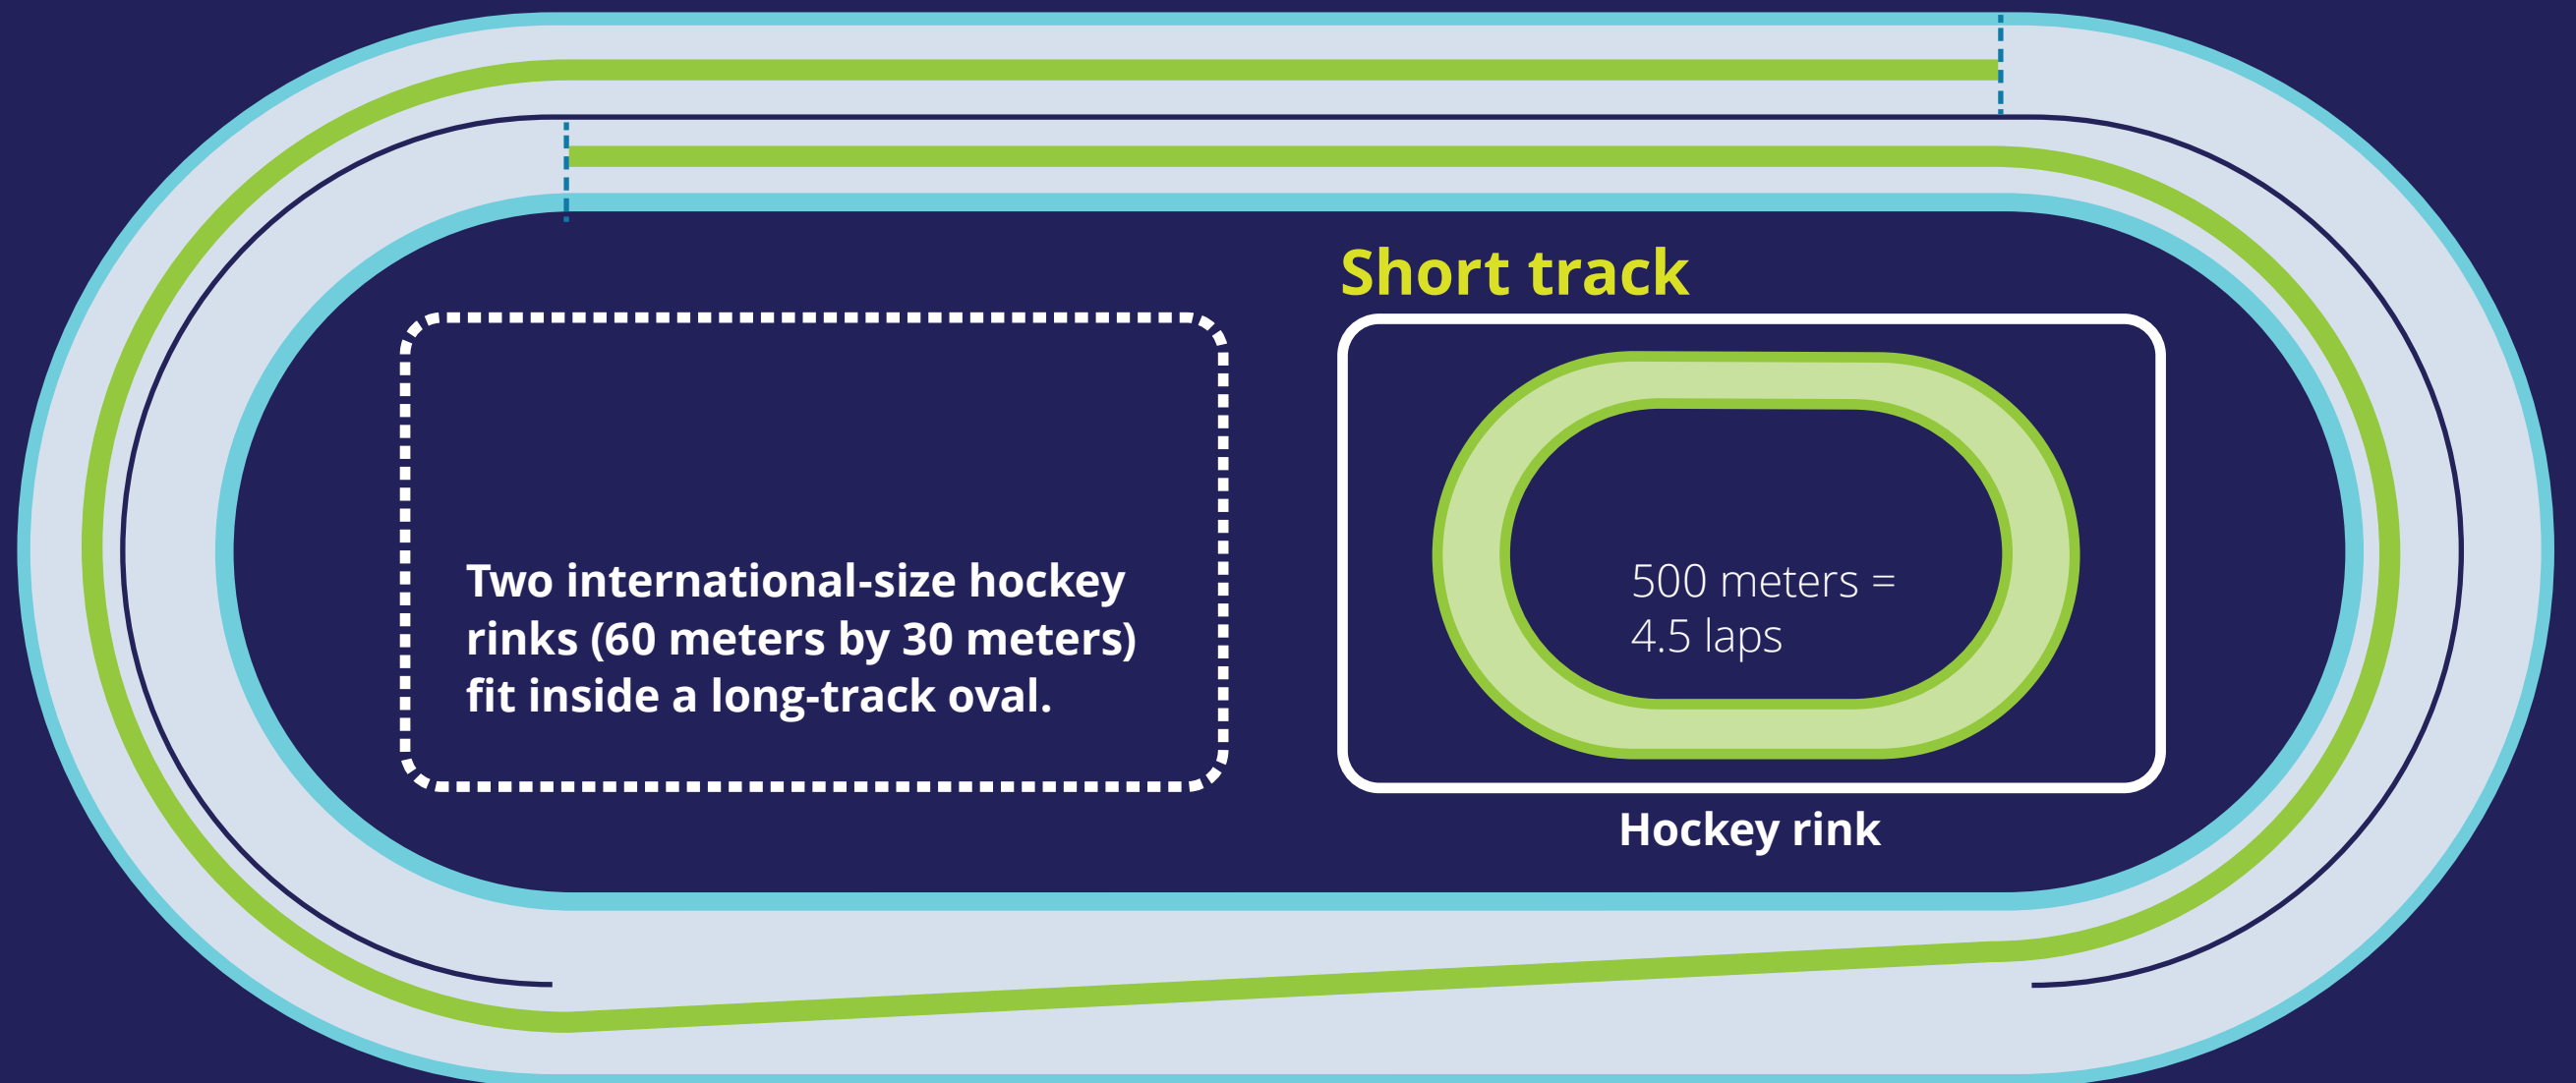 Short track
Two international-size hockey
rinks (60 meters by 30 meters)
fit inside a long-track oval.
500 meters =
4.5 laps
Hockey rink